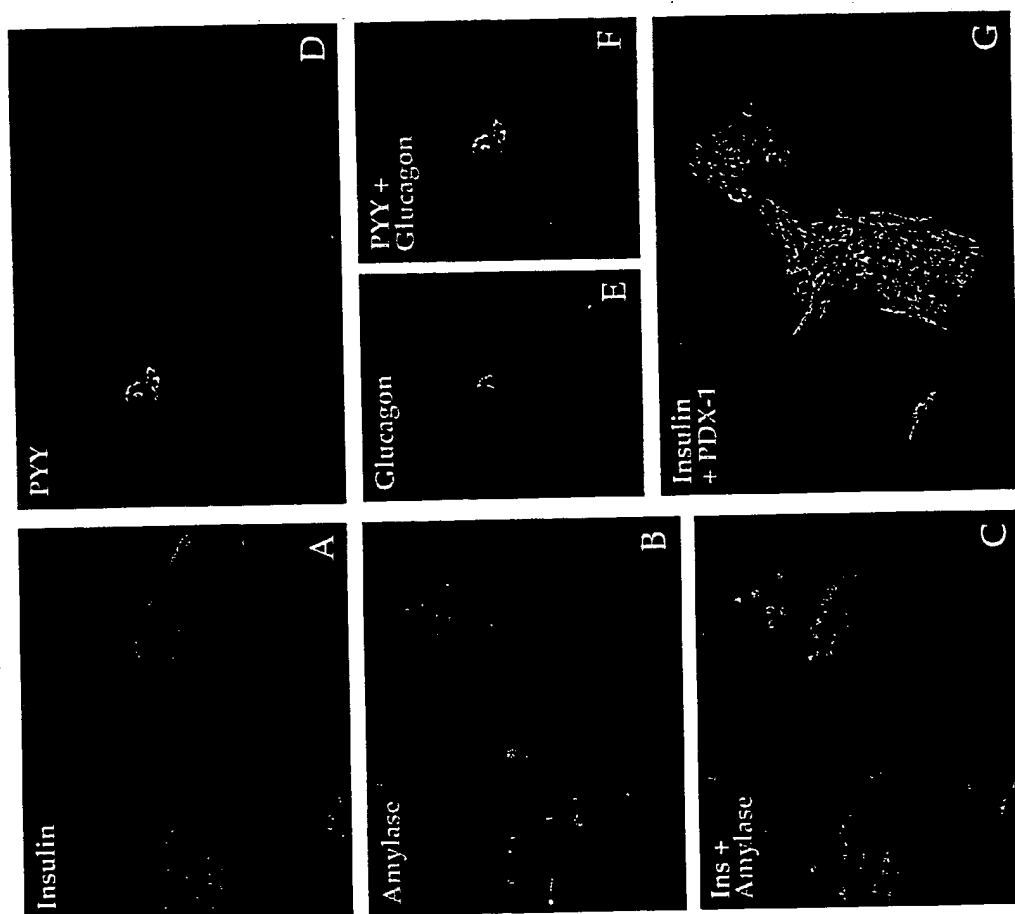 Insulin
A
Amylase
B
Ins +
Amylase
C
PYY
D
Glucagon
E
PYY +
Glucagon
F
Insulin
+ PDX-1
G